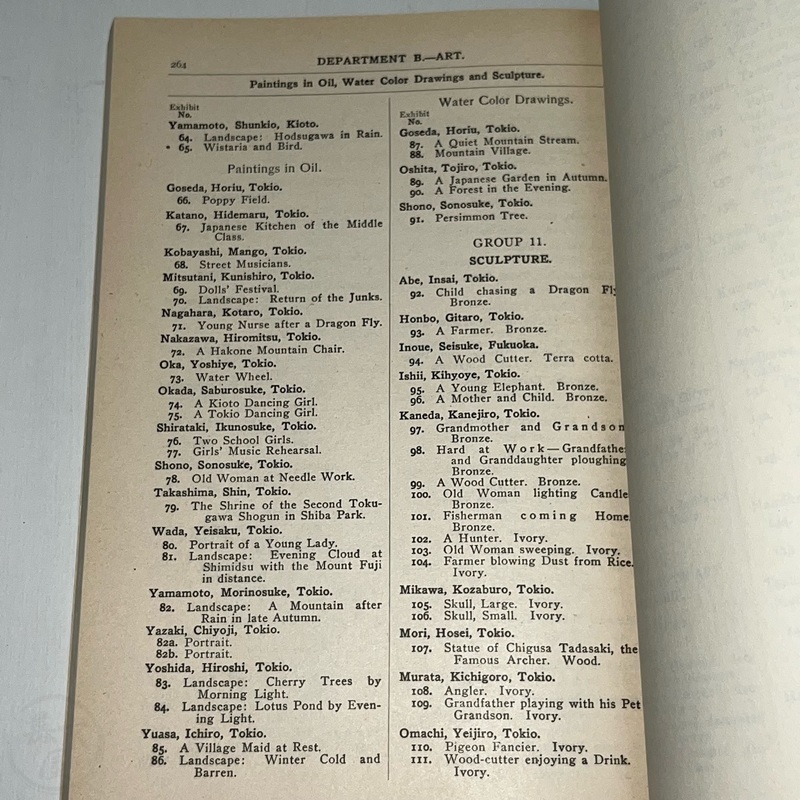 264
DEPARTMENT B.—ART.
Paintings in Oil, Water Color Drawings and Sculpture.
Exhibit
No.
Yamamoto, Shunkio, Kioto.
64. Landscape: Hodsugawa in Rain.
65. Wistaria and Bird.
Paintings in Oil.
Goseda, Horiu, Tokio.
66. Poppy Field.
Katano, Hidemaru, Tokio.
67. Japanese Kitchen of the Middle
Class.
Kobayashi, Mango, Tokio.
68. Street Musicians.
Mitsutani, Kunishiro, Tokio.
69. Dolls' Festival.
70. Landscape: Return of the Junks.
Nagahara, Kotaro, Tokio.
71. Young Nurse after a Dragon Fly.
Nakazawa, Hiromitsu, Tokio.
72. A Hakone Mountain Chair.
Oka, Yoshiye, Tokio.
73. Water Wheel.
Okada, Saburosuke, Tokio.
74. A Kioto Dancing Girl.
75. A Tokio Dancing Girl.
Shirataki, Ikunosuke, Tokio.
76. Two School Girls.
77. Girls' Music Rehearsal.
Shono, Sonosuke, Tokio.
78. Old Woman at Needle Work.
Takashima, Shin, Tokio.
79. The Shrine of the Second Toku-
gawa Shogun in Shiba Park.
Wada, Yeisaku, Tokio.
80. Portrait of a Young Lady.
81. Landscape: Evening Cloud at
Shimidsu with the Mount Fuji
in distance.
Yamamoto, Morinosuke, Tokio.
82. Landscape: A Mountain after
Rain in late Autumn.
Yazaki, Chiyoji, Tokio.
82a. Portrait.
82b. Portrait.
Yoshida, Hiroshi, Tokio.
83. Landscape: Cherry Trees by
Morning Light.
84. Landscape: Lotus Pond by Even-
ing Light.
Yuasa, Ichiro, Tokio.
85. A Village Maid at Rest.
86. Landscape: Winter Cold and
Barren.
Water Color Drawings.
Exhibit
No.
Goseda, Horiu, Tokio.
87. A Quiet Mountain Stream.
88. Mountain Village.
Oshita, Tojiro, Tokio.
89. A Japanese Garden in Autumn.
90. A Forest in the Evening.
Shono, Sonosuke, Tokio.
91. Persimmon Tree.
GROUP 11.
SCULPTURE.
Abe, Insai, Tokio.
92. Child chasing a Dragon Fly
Bronze.
Honbo, Gitaro, Tokio.
93. A Farmer. Bronze.
Inoue, Seisuke, Fukuoka.
94. A Wood Cutter. Terra cotta.
Ishii, Kihyoye, Tokio.
95. A Young Elephant. Bronze.
96. A Mother and Child. Bronze.
Kaneda, Kanejiro, Tokio.
97. Grandmother and Grandson
Bronze.
98. Hard at Work—Grandfather
and Granddaughter ploughing
Bronze.
99. A Wood Cutter. Bronze.
100. Old Woman lighting Candle
Bronze.
101. Fisherman coming Home
Bronze.
102. A Hunter. Ivory.
103. Old Woman sweeping. Ivory.
104. Farmer blowing Dust from Rice.
Ivory.
Mikawa, Kozaburo, Tokio.
105. Skull, Large. Ivory.
106. Skull, Small. Ivory.
Mori, Hosei, Tokio.
107. Statue of Chigusa Tadasaki, the
Famous Archer. Wood.
Murata, Kichigoro, Tokio.
108. Angler. Ivory.
109. Grandfather playing with his Pet
Grandson. Ivory.
Omachi, Yeijiro, Tokio.
110. Pigeon Fancier. Ivory.
111. Wood-cutter enjoying a Drink.
Ivory.